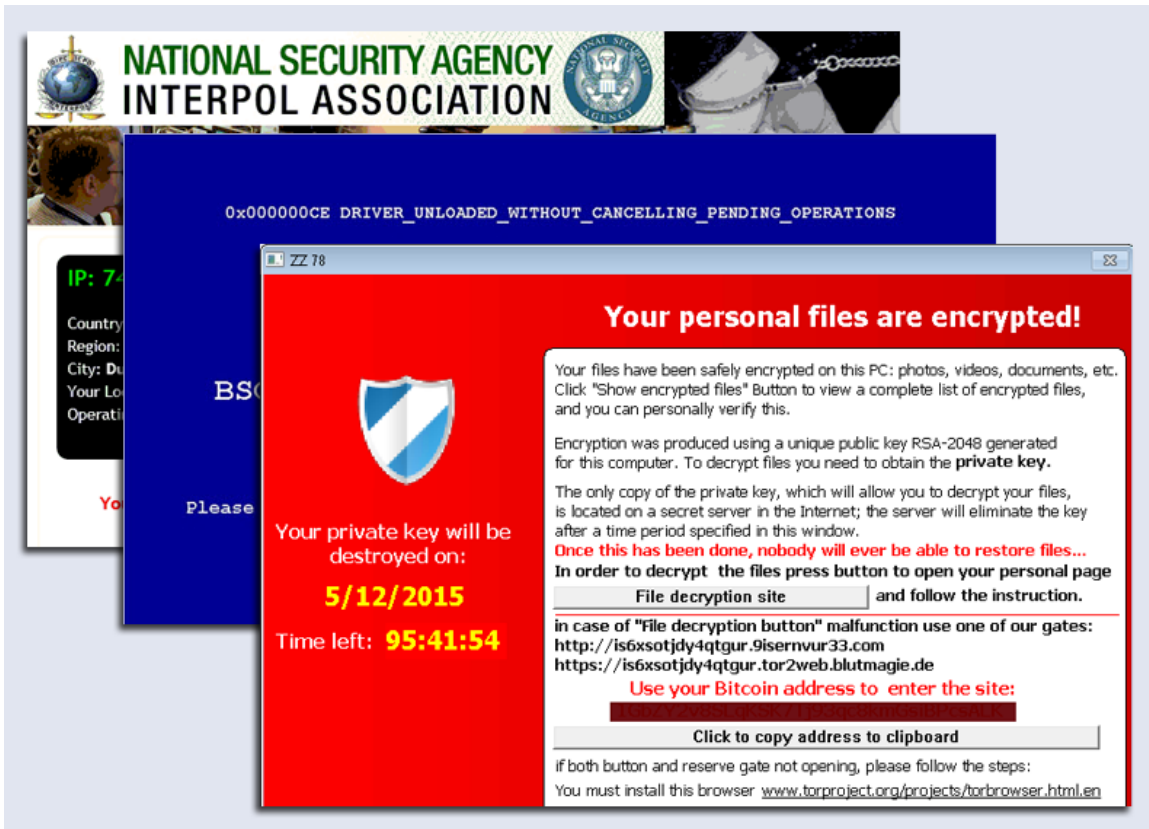 NATIONAL SECURITY AGENCY
INTERPOL ASSOCIATION
IP: 74
Country
Region:
City: Du
Your Lo
Operati
Yo
0x000000CE DRIVER_UNLOADED_WITHOUT_CANCELLING_PENDING_OPERATIONS
BSO
Please
ZZ 78
Your personal files are encrypted!
Your files have been safely encrypted on this PC: photos, videos, documents, etc.
Click "Show encrypted files" Button to view a complete list of encrypted files,
and you can personally verify this.
Encryption was produced using a unique public key RSA-2048 generated
for this computer. To decrypt files you need to obtain the private key.
The only copy of the private key, which will allow you to decrypt your files,
is located on a secret server in the Internet; the server will eliminate the key
after a time period specified in this window.
Once this has been done, nobody will ever be able to restore files...
In order to decrypt the files press button to open your personal page
File decryption site and follow the instruction.
in case of "File decryption button" malfunction use one of our gates:
http://is6xsotjdy4qtgur.9isernvur33.com
https://is6xsotjdy4qtgur.tor2web.blutmagie.de
Use your Bitcoin address to enter the site:
Click to copy address to clipboard
if both button and reserve gate not opening, please follow the steps:
You must install this browser www.torproject.org/projects/torbrowser.html.en
Your private key will be
destroyed on:
5/12/2015
Time left: 95:41:54